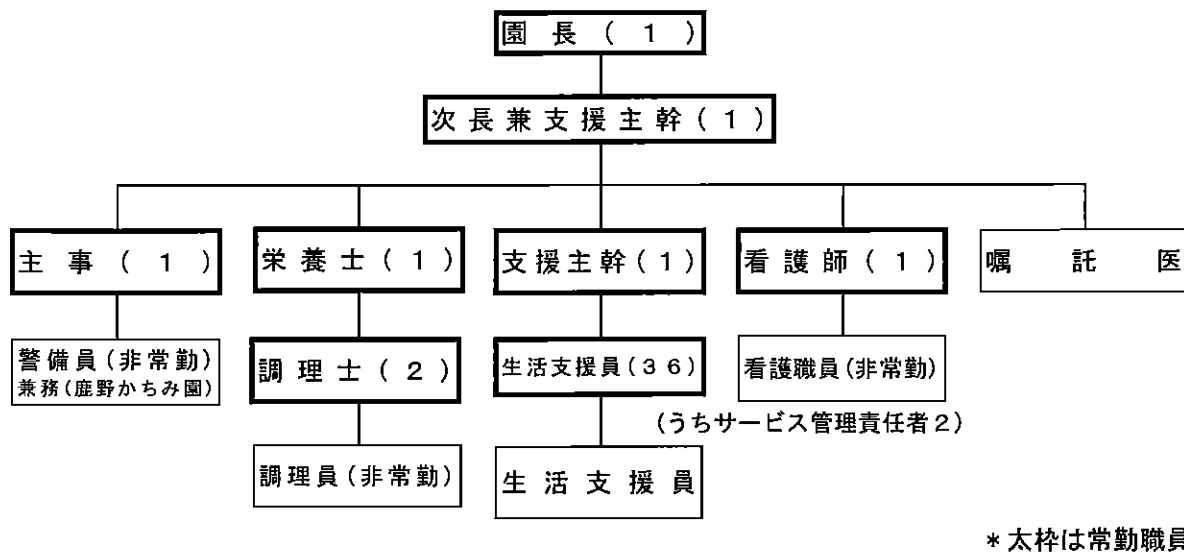 園長(1)
次長兼支援主幹(1)
主事(1)
栄養士(1)
支援主幹(1)
看護師(1)
嘱託医
警備員(非常勤)
兼務(鹿野かちみ園)
調理士(2)
生活支援員(36)
看護職員(非常勤)
(うちサービス管理責任者2)
調理員(非常勤)
生活支援員
*太枠は常勤職員